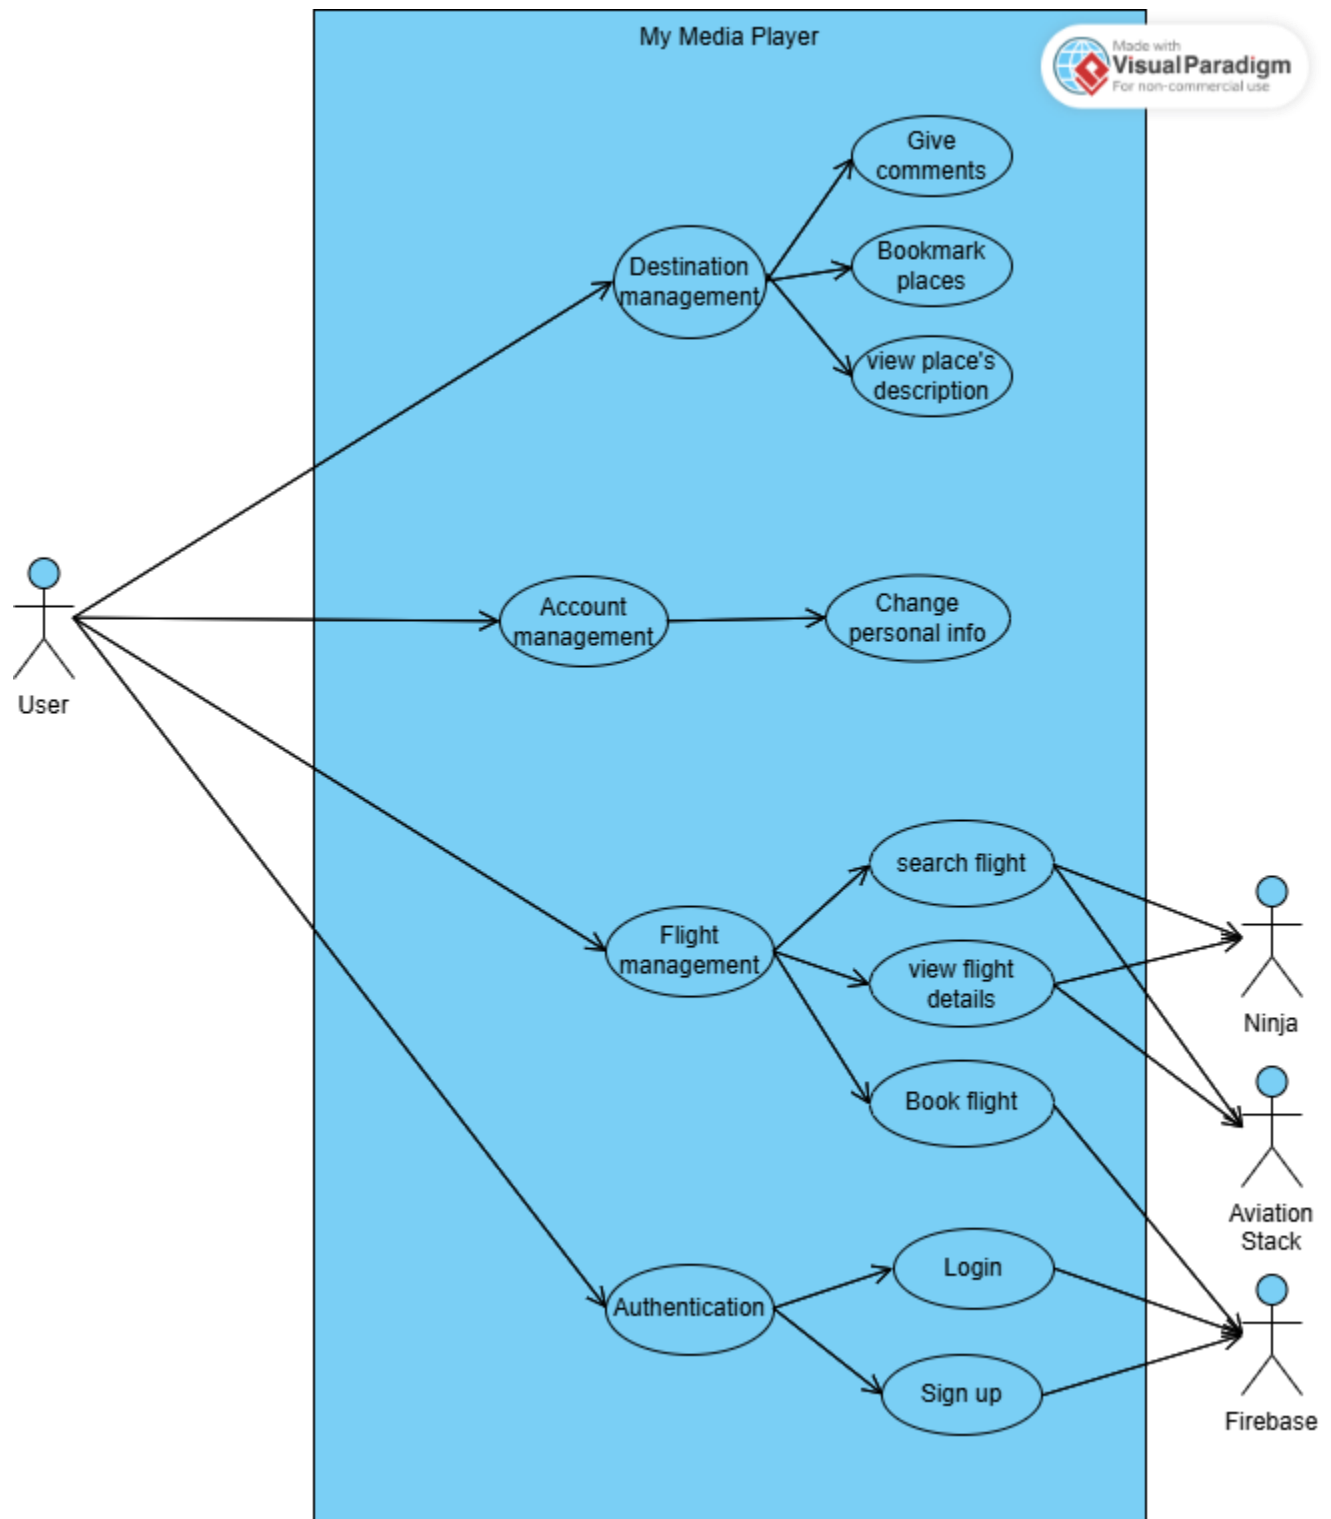 My Media Player
Made with
Visual Paradigm
For non-commercial use
Give
comments
Destination
management
Bookmark
places
view place's
description
User
Account
management
Change
personal info
search flight
Flight
management
view flight
details
Book flight
Ninja
Aviation
Stack
Login
Authentication
Sign up
Firebase